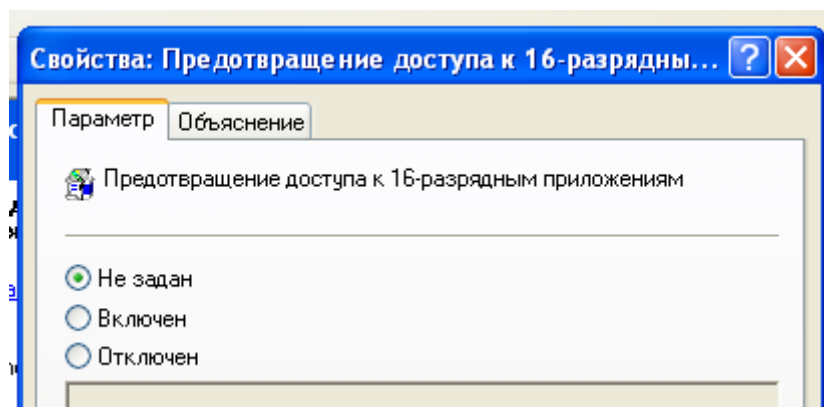 Свойства: Предотвращение доступа к 16-разрядны...
Параметр
Объяснение
Предотвращение доступа к 16-разрядным приложениям
Не задан
Включен
Отключен